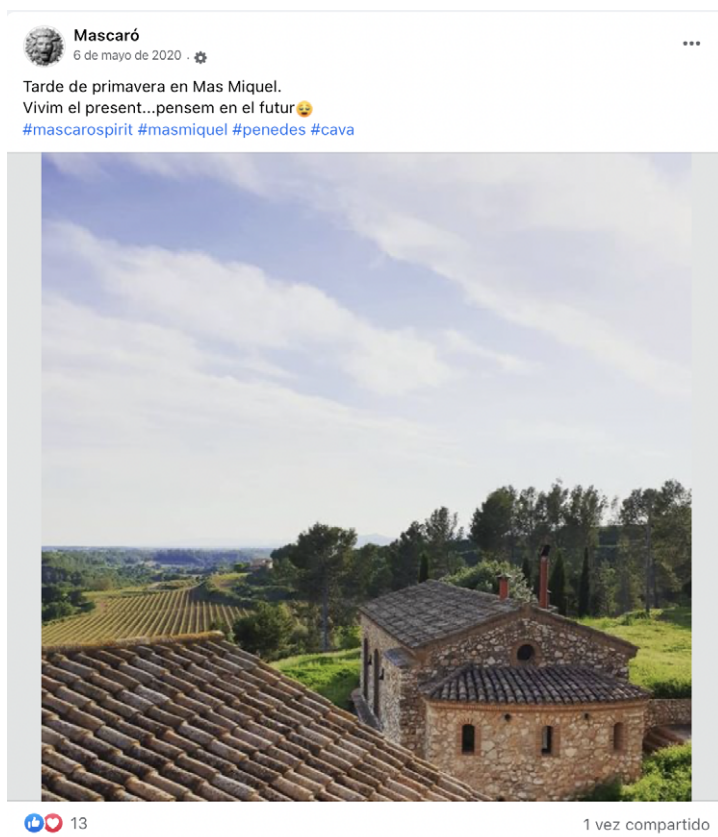 Mascaró
6 de mayo de 2020 ·
Tarde de primavera en Mas Miquel.
Vivim el present...pensem en el futur😌
#mascarospirit #masmiquel #penedes #cava
13
1 vez compartido